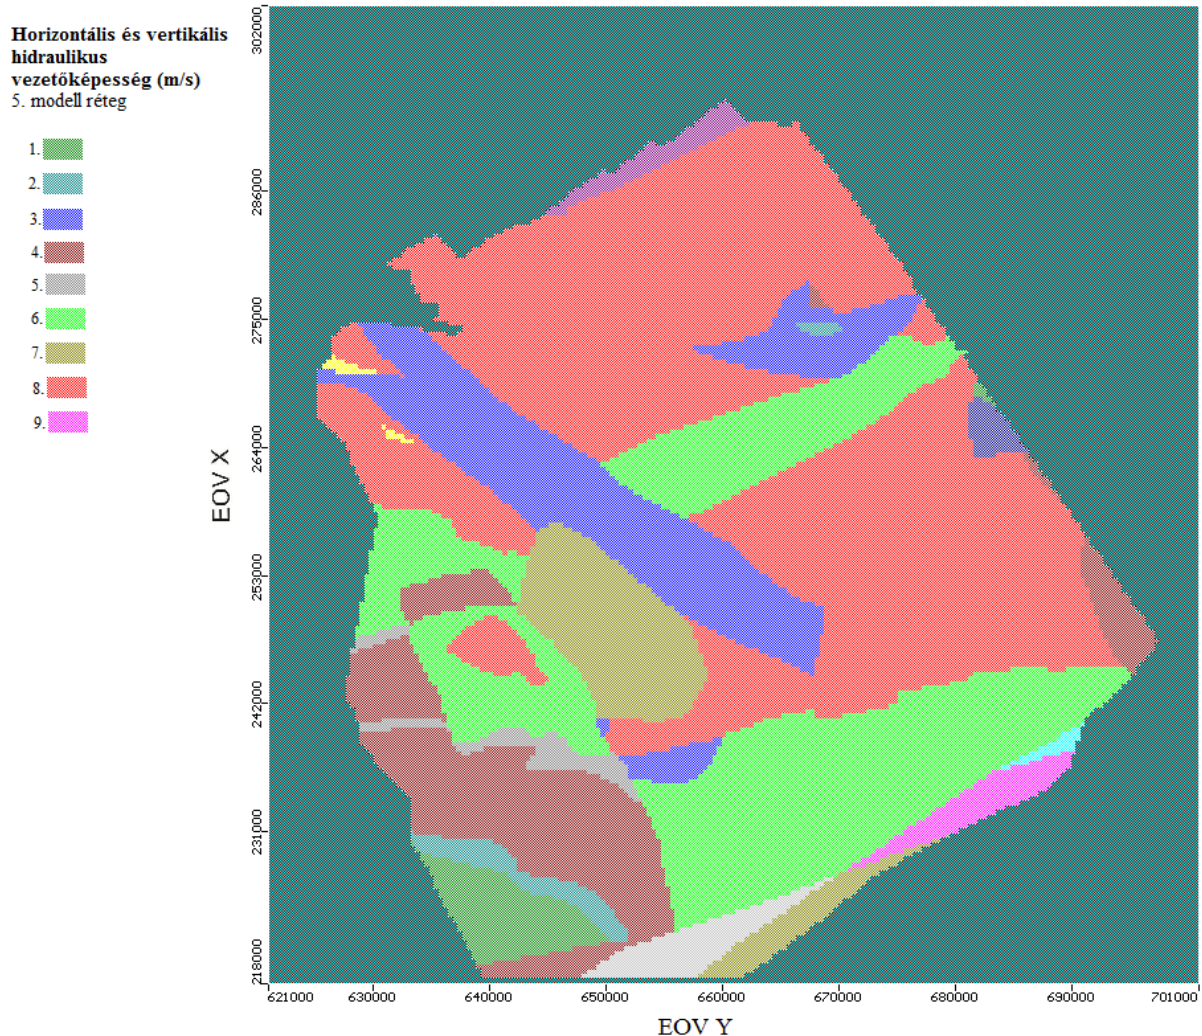 Horizontális és vertikális
hidraulikus
vezetőképesség (m/s)
5. modell réteg
1.
2.
3.
4.
5.
6.
7.
8.
9.
EOV X
302000
286000
275000
264000
253000
242000
231000
218000
621000 630000 640000 650000 660000 670000 680000 690000 701000
EOV Y